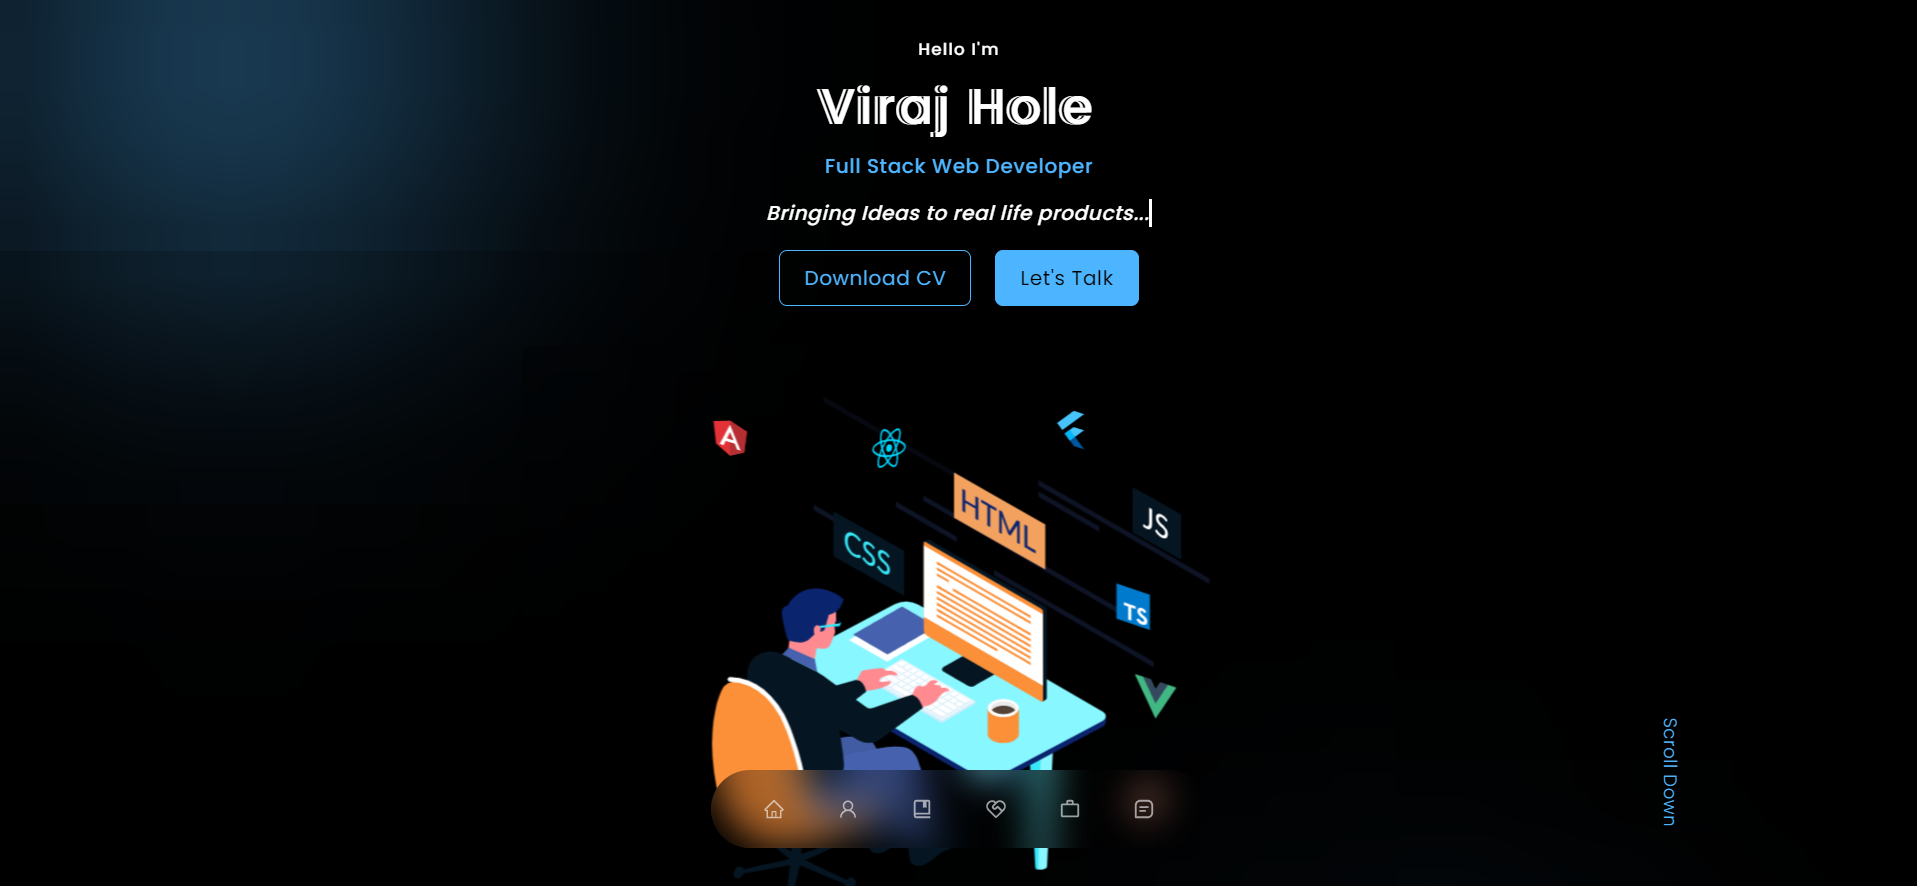 Hello I'm
Viraj Hole
Full Stack Web Developer
Bringing Ideas to real life products...
Download CV
Let's Talk
A
HTML
JS
CSS
TS
Scroll Down